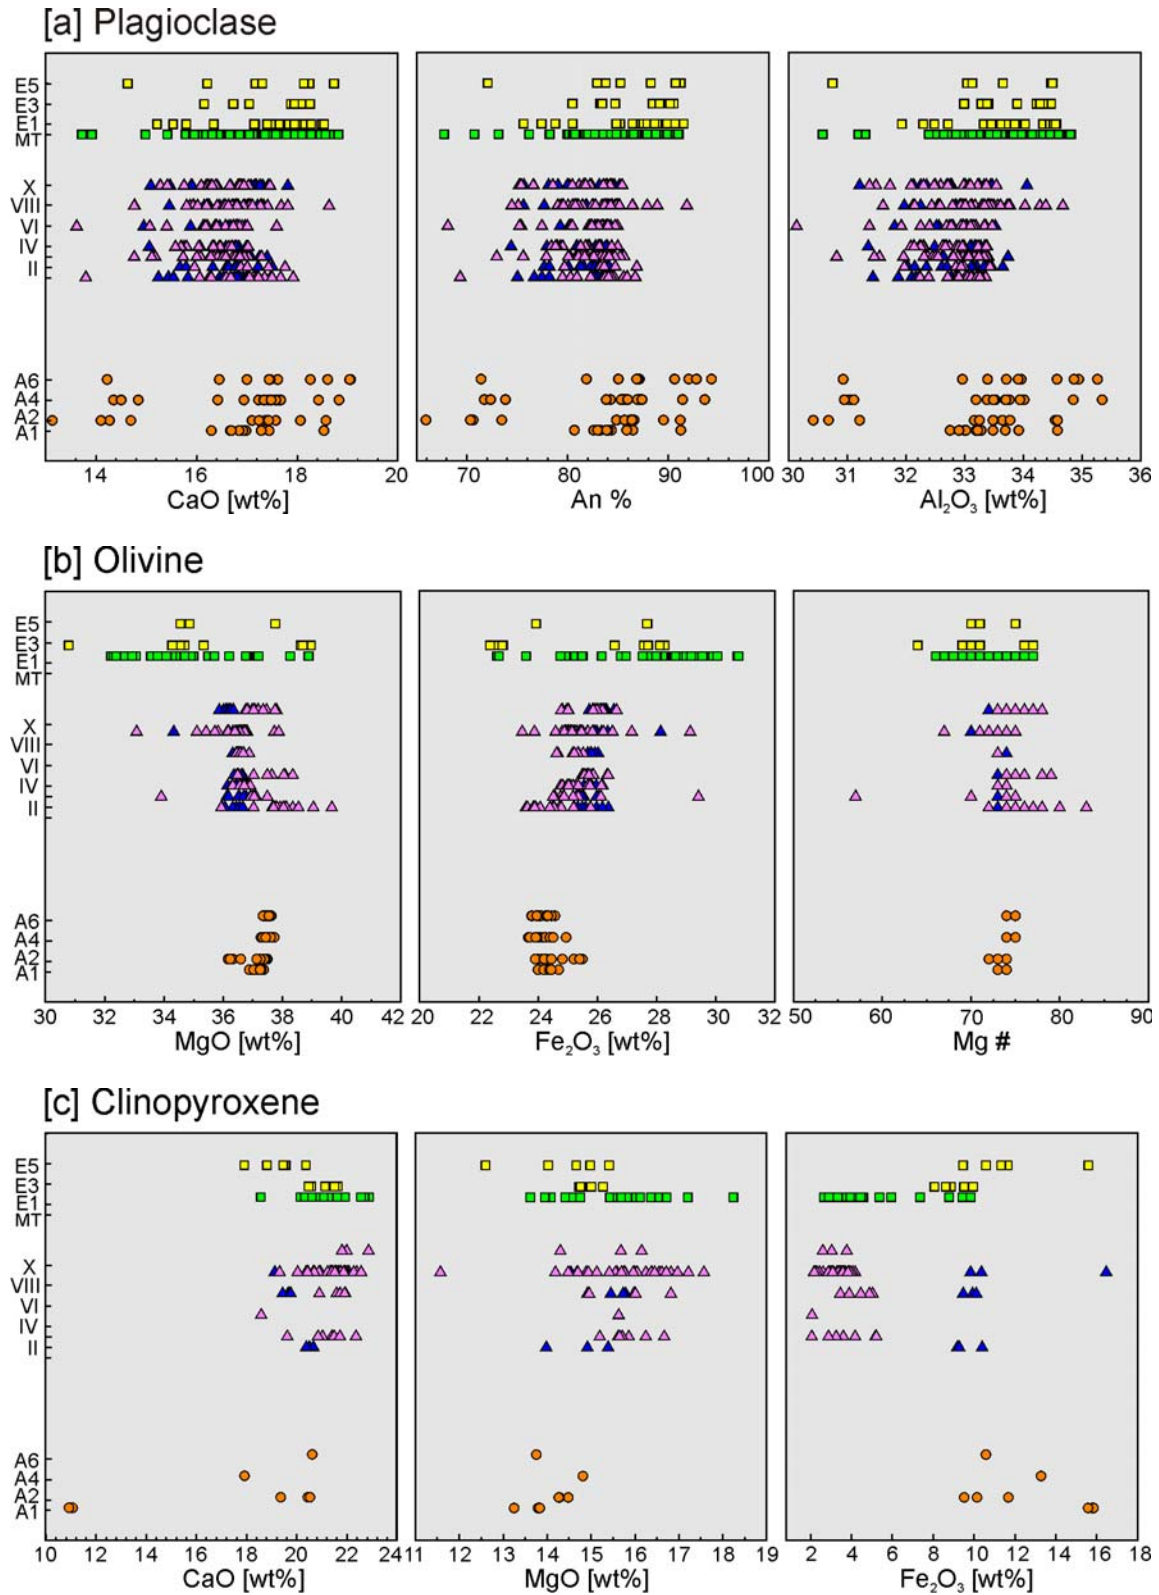 [a] Plagioclase
E5
E3
E1
MT
X
VIII
VI
IV
II
A6
A4
A2
A1
14 16 18 20
70 80 90 100
30 31 32 33 34 35 36
CaO [wt%] An % Al₂O₃ [wt%]
[b] Olivine
E5
E3
E1
MT
X
VIII
VI
IV
II
A6
A4
A2
A1
30 32 34 36 38 40 42
20 22 24 26 28 30 32
50 60 70 80 90
MgO [wt%] Fe₂O₃ [wt%] Mg #
[c] Clinopyroxene
E5
E3
E1
MT
X
VIII
VI
IV
II
A6
A4
A2
A1
10 12 14 16 18 20 22 24
11 12 13 14 15 16 17 18 19
2 4 6 8 10 12 14 16 18
CaO [wt%] MgO [wt%] Fe₂O₃ [wt%]